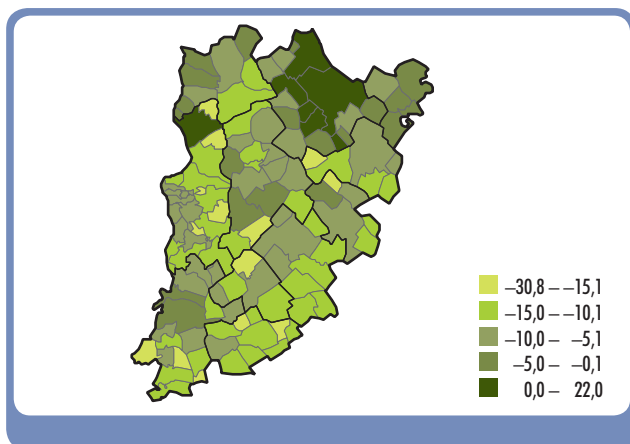 –30,8 – –15,1
–15,0 – –10,1
–10,0 – –5,1
–5,0 – –0,1
0,0 – 22,0